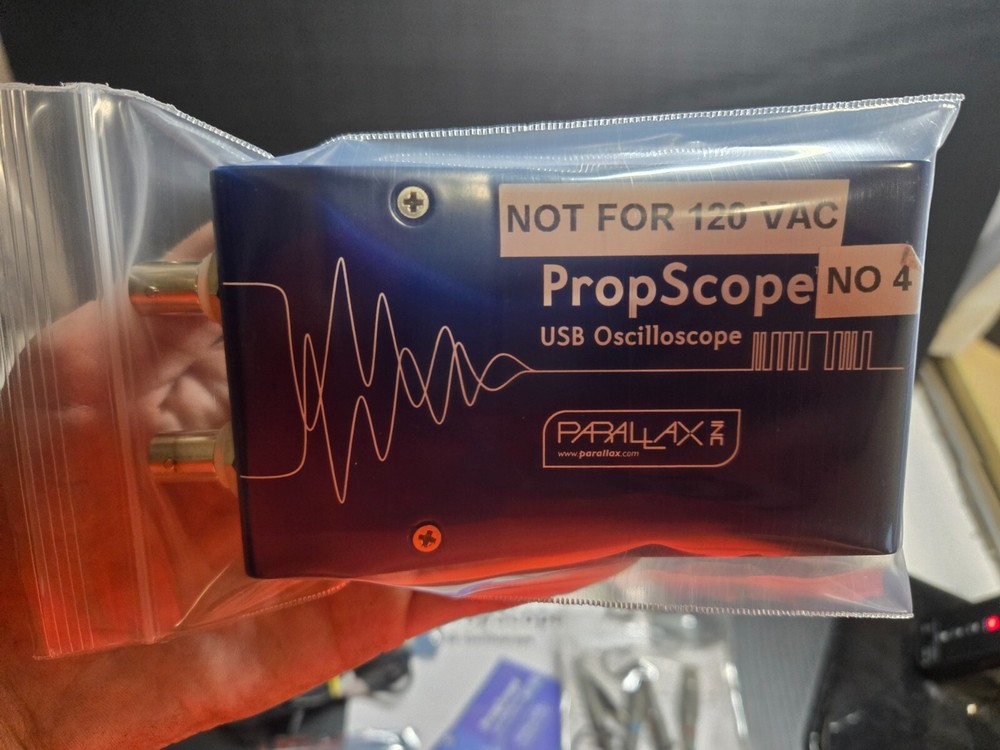 NOT FOR 120 VAC
PropScope
NO 4
USB Oscilloscope
PARALLAX INC
www.parallax.com